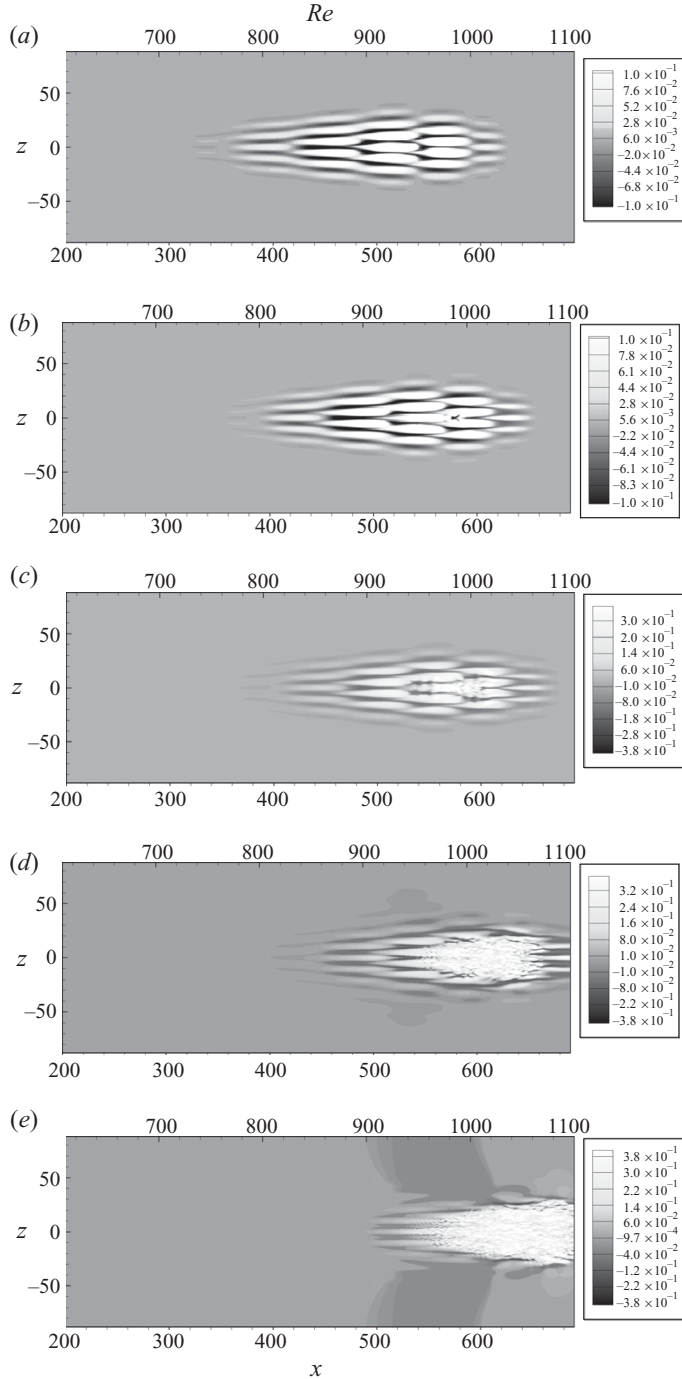 Re
(a)
700 800 900 1000 1100
50
z 0
−50
200 300 400 500 600
1.0 ×10⁻¹
7.6 ×10⁻²
5.2 ×10⁻²
2.8 ×10⁻²
6.0 ×10⁻³
−2.0 ×10⁻²
−4.4 ×10⁻²
−6.8 ×10⁻²
−1.0 ×10⁻¹
(b)
700 800 900 1000 1100
50
z 0
−50
200 300 400 500 600
1.0 ×10⁻¹
7.8 ×10⁻²
6.1 ×10⁻²
4.4 ×10⁻²
2.8 ×10⁻²
5.6 ×10⁻³
−2.2 ×10⁻²
−4.4 ×10⁻²
−6.1 ×10⁻²
−8.3 ×10⁻²
−1.0 ×10⁻¹
(c)
700 800 900 1000 1100
50
z 0
−50
200 300 400 500 600
3.0 ×10⁻¹
2.0 ×10⁻¹
1.4 ×10⁻¹
6.0 ×10⁻²
−1.0 ×10⁻²
−8.0 ×10⁻²
−1.8 ×10⁻¹
−2.8 ×10⁻¹
−3.8 ×10⁻¹
(d)
700 800 900 1000 1100
50
z 0
−50
200 300 400 500 600
3.2 ×10⁻¹
2.4 ×10⁻¹
1.6 ×10⁻¹
8.0 ×10⁻²
−1.0 ×10⁻²
−8.0 ×10⁻²
−2.2 ×10⁻¹
−3.8 ×10⁻¹
(e)
700 800 900 1000 1100
50
z 0
−50
200 300 400 500 600
x
3.8 ×10⁻¹
3.0 ×10⁻¹
2.2 ×10⁻¹
1.4 ×10⁻¹
6.0 ×10⁻²
−9.7 ×10⁻⁴
−4.0 ×10⁻²
−1.2 ×10⁻¹
−2.2 ×10⁻¹
−3.8 ×10⁻¹